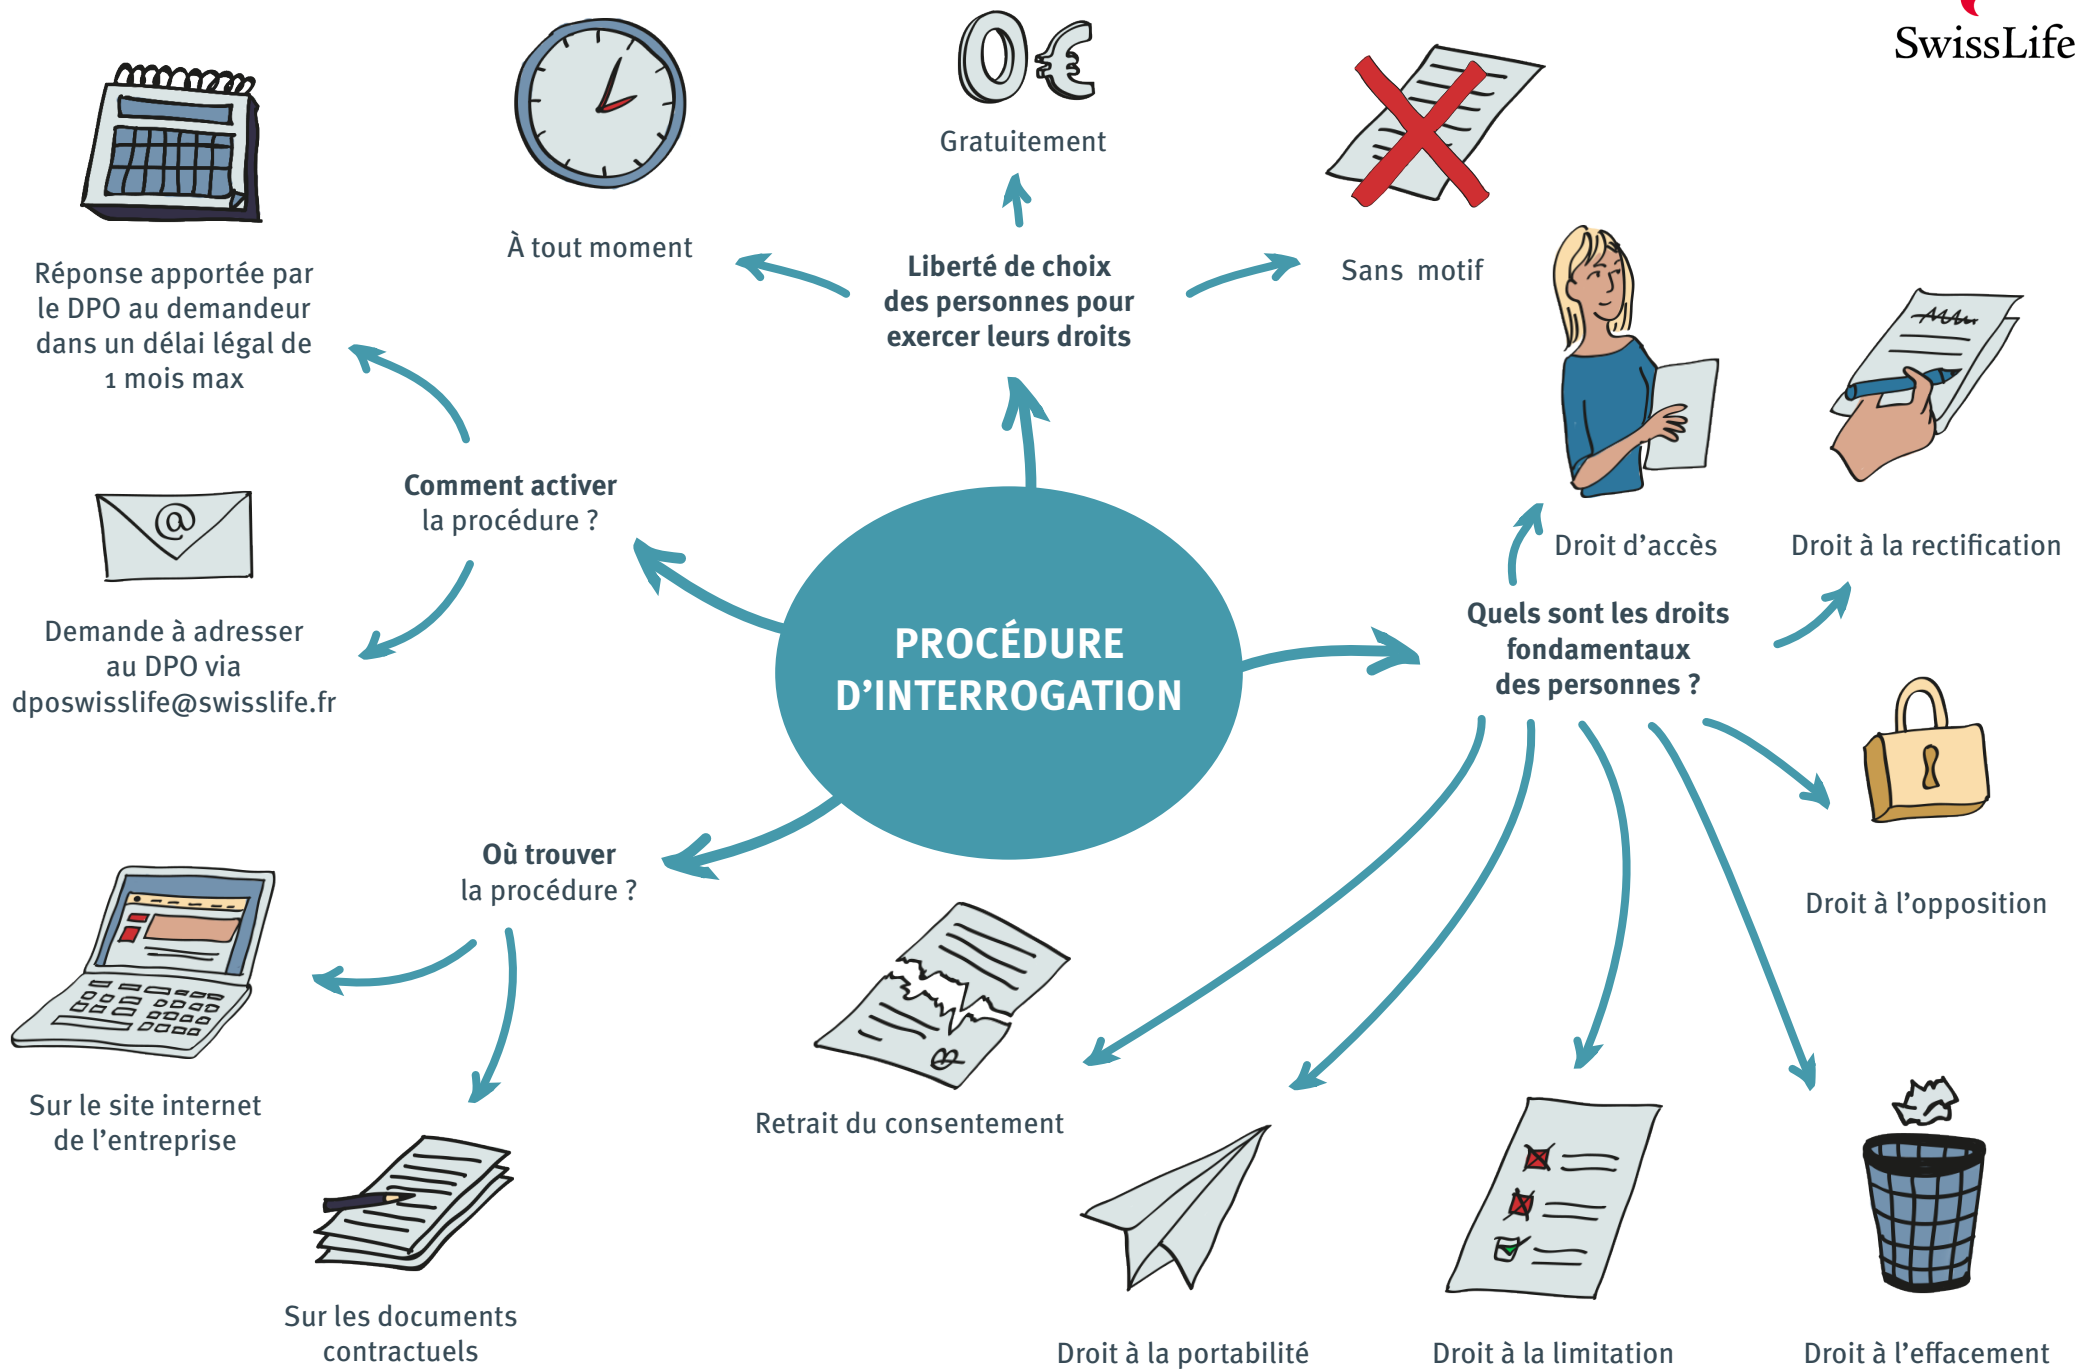 SwissLife
0€
Gratuitement
À tout moment
Sans motif
Liberté de choix
des personnes pour
exercer leurs droits
Réponse apportée par
le DPO au demandeur
dans un délai légal de
1 mois max
Comment activer
la procédure ?
@
Demande à adresser
au DPO via
dposwisslife@swisslife.fr
PROCÉDURE
D'INTERROGATION
Droit d'accès
Droit à la rectification
Quels sont les droits
fondamentaux
des personnes ?
Droit à l'opposition
Où trouver
la procédure ?
Sur le site internet
de l'entreprise
Sur les documents
contractuels
Retrait du consentement
Droit à la portabilité
Droit à la limitation
Droit à l'effacement